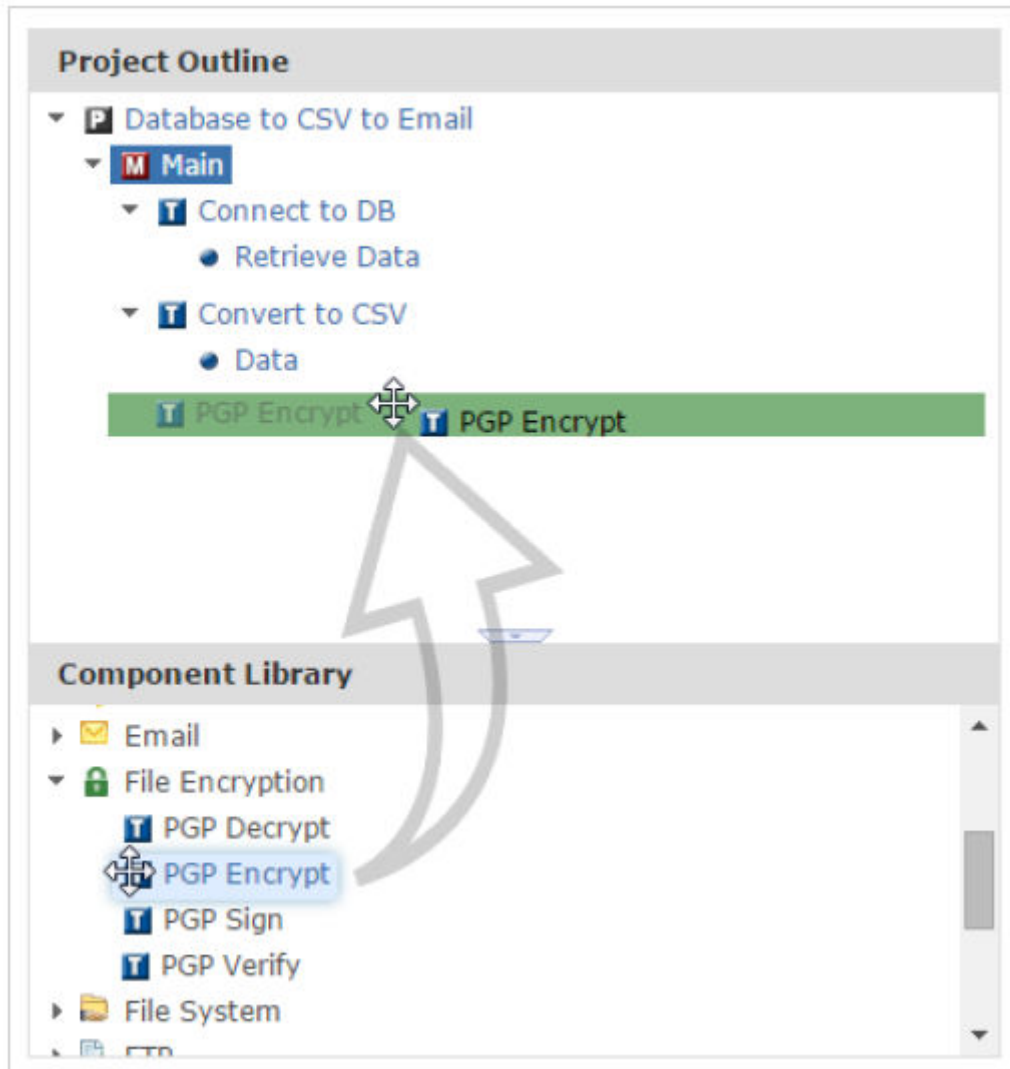 Project Outline
P Database to CSV to Email
M Main
T Connect to DB
Retrieve Data
T Convert to CSV
Data
T PGP Encrypt T PGP Encrypt
Component Library
Email
File Encryption
T PGP Decrypt
PGP Encrypt
T PGP Sign
T PGP Verify
File System
FTP